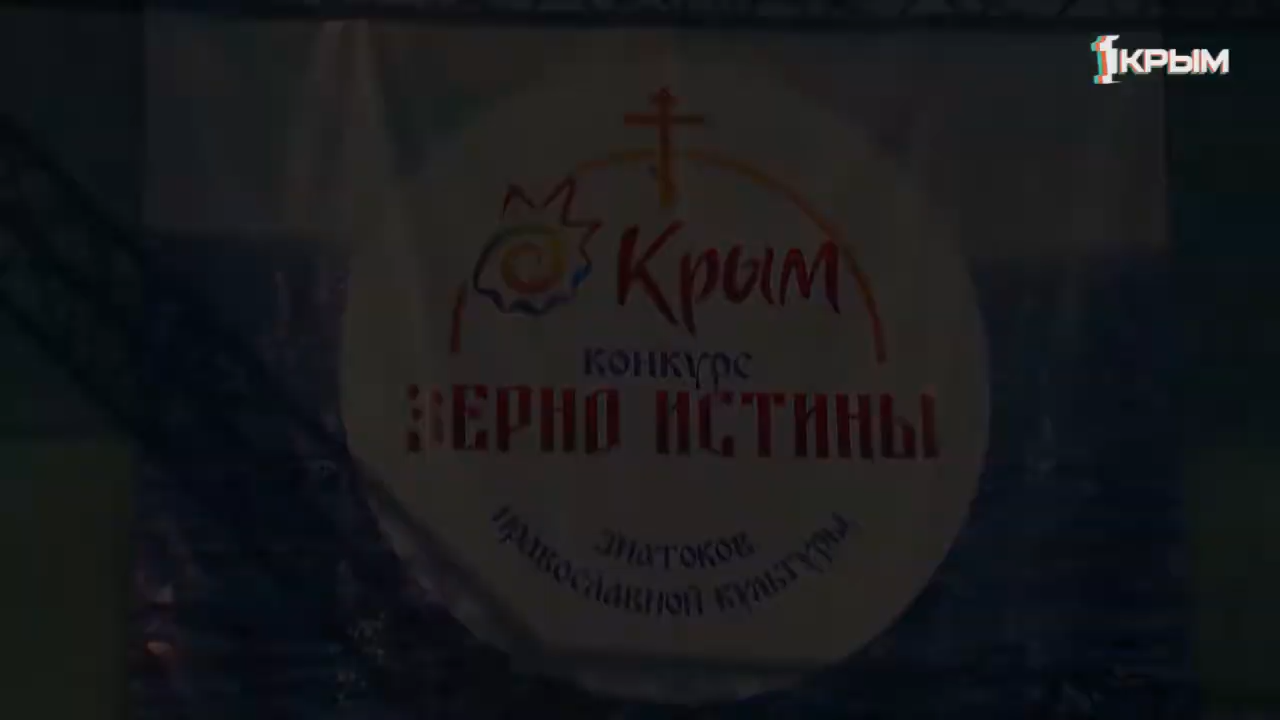 1КРЫМ
Крым
конкурс
ЗЕРНО ИСТИНЫ
знатоков
православной культуры